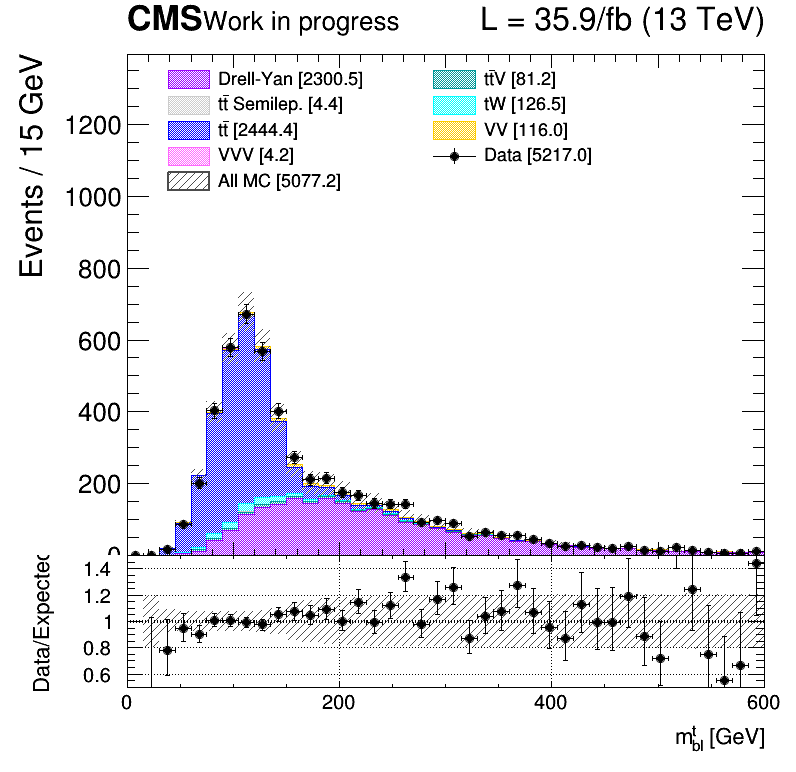 CMS Work in progress L = 35.9/fb (13 TeV)
Events / 15 GeV
Drell-Yan [2300.5]
tt̄ Semilep. [4.4]
tt̄ [2444.4]
VVV [4.2]
All MC [5077.2]
tt̄V [81.2]
tW [126.5]
VV [116.0]
Data [5217.0]
1200
1000
800
600
400
200
0
Data/Expected
1.4
1.2
1
0.8
0.6
0 200 400 600
m^t_bl [GeV]